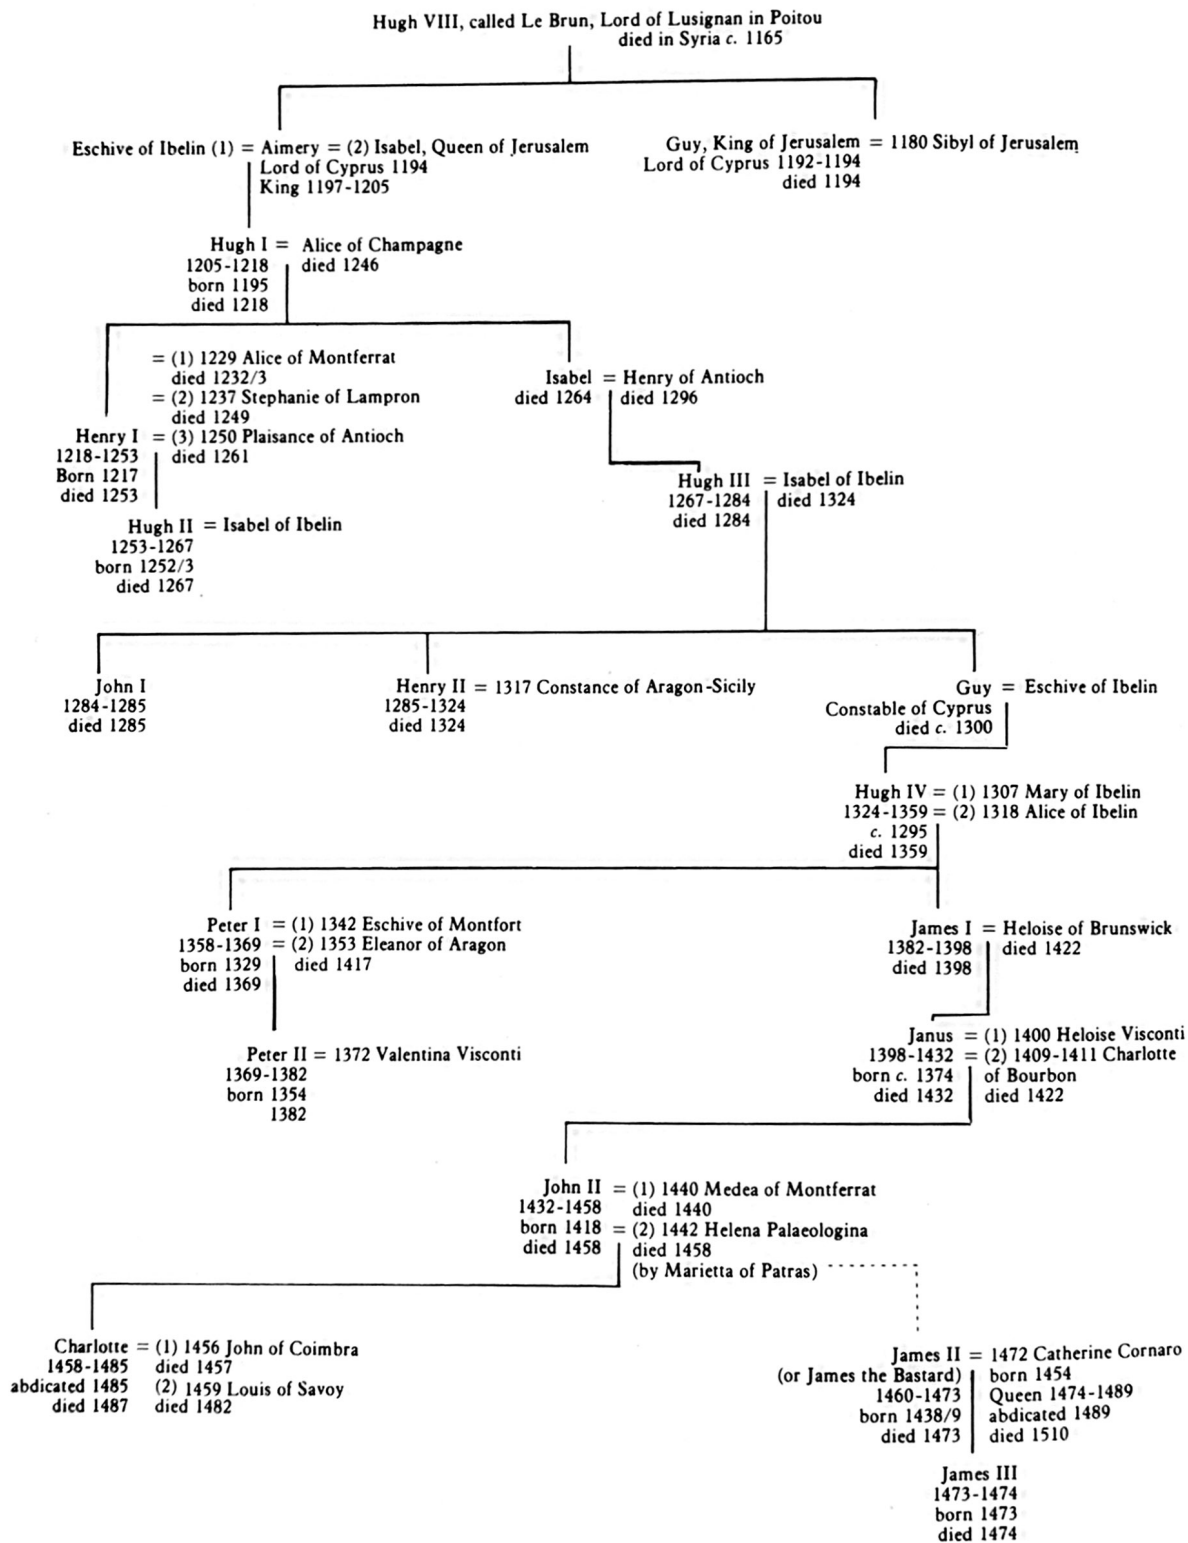 Hugh VIII, called Le Brun, Lord of Lusignan in Poitou
died in Syria c. 1165
Eschive of Ibelin (1) = Aimery = (2) Isabel, Queen of Jerusalem
Lord of Cyprus 1194
King 1197-1205
Guy, King of Jerusalem = 1180 Sibyl of Jerusalem
Lord of Cyprus 1192-1194
died 1194
Hugh I = Alice of Champagne
1205-1218 died 1246
born 1195
died 1218
= (1) 1229 Alice of Montferrat
died 1232/3
= (2) 1237 Stephanie of Lampron
died 1249
Henry I = (3) 1250 Plaisance of Antioch
1218-1253 died 1261
Born 1217
died 1253
Isabel = Henry of Antioch
died 1264 died 1296
Hugh III = Isabel of Ibelin
1267-1284 died 1324
died 1284
Hugh II = Isabel of Ibelin
1253-1267
born 1252/3
died 1267
John I
1284-1285
died 1285
Henry II = 1317 Constance of Aragon-Sicily
1285-1324
died 1324
Guy = Eschive of Ibelin
Constable of Cyprus
died c. 1300
Hugh IV = (1) 1307 Mary of Ibelin
1324-1359 = (2) 1318 Alice of Ibelin
c. 1295
died 1359
Peter I = (1) 1342 Eschive of Montfort
1358-1369 = (2) 1353 Eleanor of Aragon
born 1329 died 1417
died 1369
James I = Heloise of Brunswick
1382-1398 died 1422
died 1398
Peter II = 1372 Valentina Visconti
1369-1382
born 1354
1382
Janus = (1) 1400 Heloise Visconti
1398-1432 = (2) 1409-1411 Charlotte
born c. 1374 of Bourbon
died 1432 died 1422
John II = (1) 1440 Medea of Montferrat
1432-1458 died 1440
born 1418 = (2) 1442 Helena Palaeologina
died 1458 died 1458
(by Marietta of Patras)
Charlotte = (1) 1456 John of Coimbra
1458-1485 died 1457
abdicated 1485 (2) 1459 Louis of Savoy
died 1487 died 1482
James II = 1472 Catherine Cornaro
(or James the Bastard) born 1454
1460-1473 Queen 1474-1489
born 1438/9 abdicated 1489
died 1473 died 1510
James III
1473-1474
born 1473
died 1474